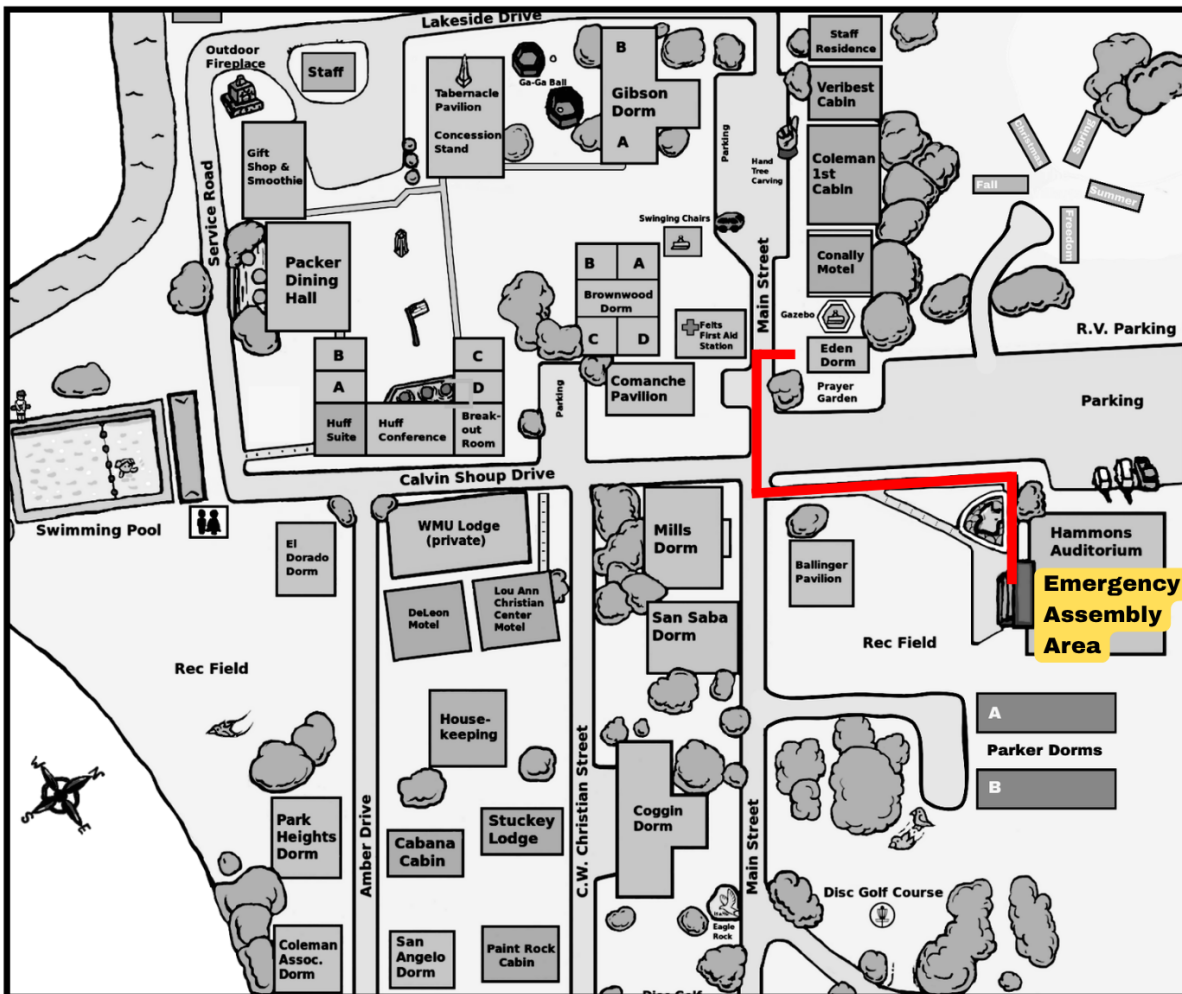 Lakeside Drive
Outdoor
Fireplace
Staff
Tabernacle
Pavilion
Concession
Stand
Ga-Ga Ball
B
Gibson
Dorm
A
Parking
Staff
Residence
Veribest
Cabin
Hand
Tree
Carving
Coleman
1st
Cabin
Christmas
Spring
Fall
Summer
Freedom
Gift
Shop &
Smoothie
Service Road
Packer
Dining
Hall
Swinging Chairs
B
A
Brownwood
Dorm
C
D
Felts
First Aid
Station
Main Street
Conally
Motel
Gazebo
Eden
Dorm
Prayer
Garden
R.V. Parking
Parking
B
A
C
D
Huff
Suite
Huff
Conference
Break-
out
Room
Parking
Comanche
Pavilion
Calvin Shoup Drive
Swimming Pool
El
Dorado
Dorm
WMU Lodge
(private)
DeLeon
Motel
Lou Ann
Christian
Center
Motel
Mills
Dorm
San Saba
Dorm
Ballinger
Pavilion
Hammons
Auditorium
Emergency
Assembly
Area
Rec Field
Rec Field
House-
keeping
A
Parker Dorms
B
W
N
S
E
Park
Heights
Dorm
Amber Drive
Cabana
Cabin
Stuckey
Lodge
C.W. Christian Street
Coggin
Dorm
Main Street
Eagle
Rock
Disc Golf Course
Coleman
Assoc.
Dorm
San
Angelo
Dorm
Paint Rock
Cabin
Disc Golf